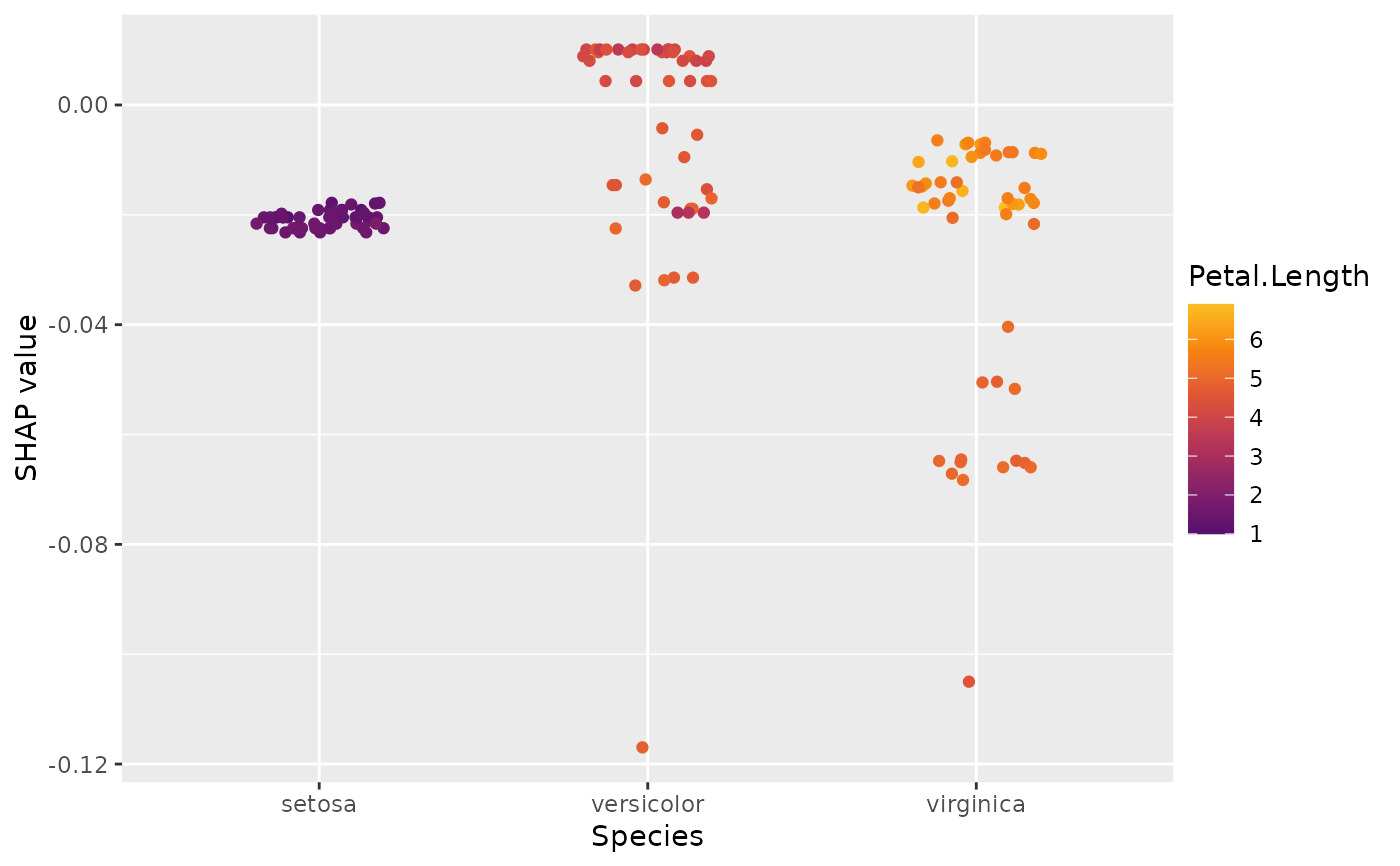 0.00
-0.04
-0.08
-0.12
SHAP value
setosa
versicolor
virginica
Species
Petal.Length
6
5
4
3
2
1